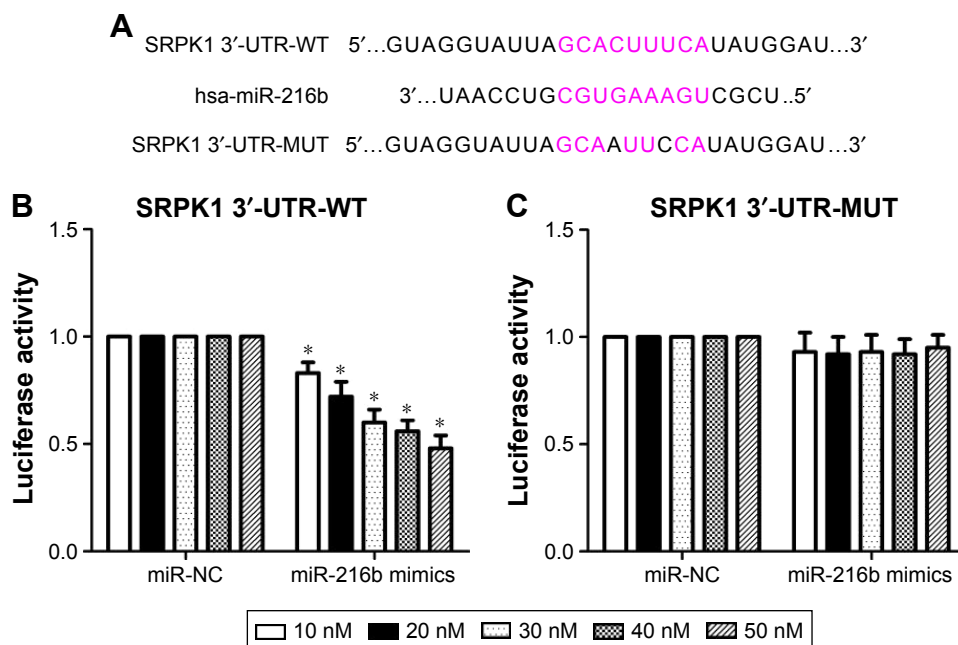 A
SRPK1 3′-UTR-WT 5′…GUAGGUAUUAGCACUUUCAUAUGGAU…3′
hsa-miR-216b 3′…UAACCUGCGUGAAAGUCGCU..5′
SRPK1 3′-UTR-MUT 5′…GUAGGUAUUAGCAAUUCCAUAUGGAU…3′
B SRPK1 3′-UTR-WT
Luciferase activity
1.5
1.0
0.5
0.0
* * * * *
miR-NC miR-216b mimics
C SRPK1 3′-UTR-MUT
Luciferase activity
1.5
1.0
0.5
0.0
miR-NC miR-216b mimics
10 nM 20 nM 30 nM 40 nM 50 nM